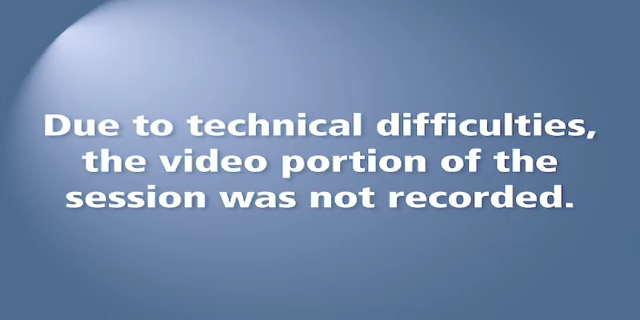 Due to technical difficulties,
the video portion of the
session was not recorded.